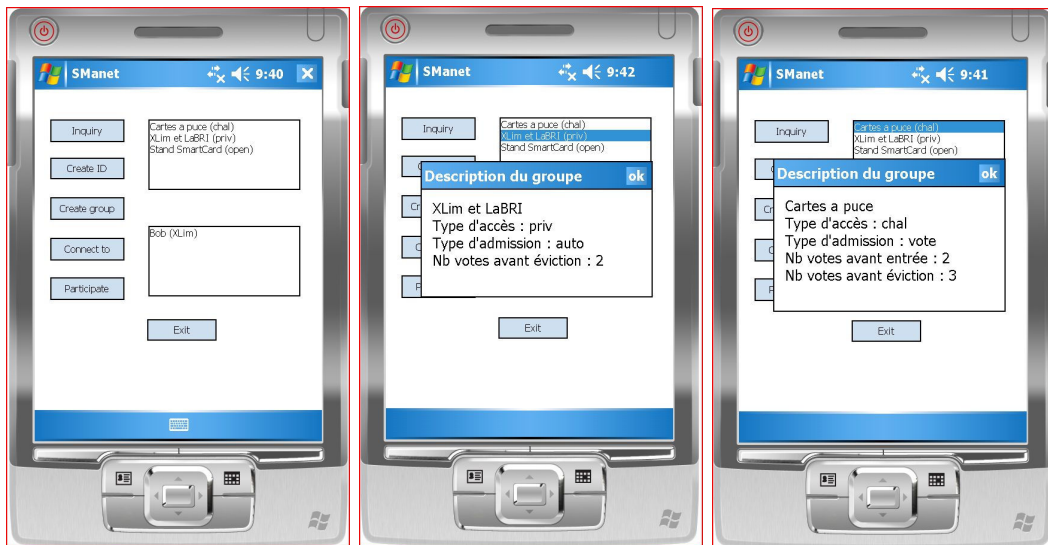 SManet 9:40
Inquiry
Create ID
Create group
Connect to
Participate
Cartes a puce (chal)
XLim et LaBRI (priv)
Stand SmartCard (open)
Bob (XLim)
Exit
SManet 9:42
Inquiry
Cartes a puce (chal)
XLim et LaBRI (priv)
Stand SmartCard (open)
Description du groupe ok
XLim et LaBRI
Type d'accès : priv
Type d'admission : auto
Nb votes avant éviction : 2
Exit
SManet 9:41
Inquiry
Cartes a puce (chal)
XLim et LaBRI (priv)
Stand SmartCard (open)
Description du groupe ok
Cartes a puce
Type d'accès : chal
Type d'admission : vote
Nb votes avant entrée : 2
Nb votes avant éviction : 3
Exit